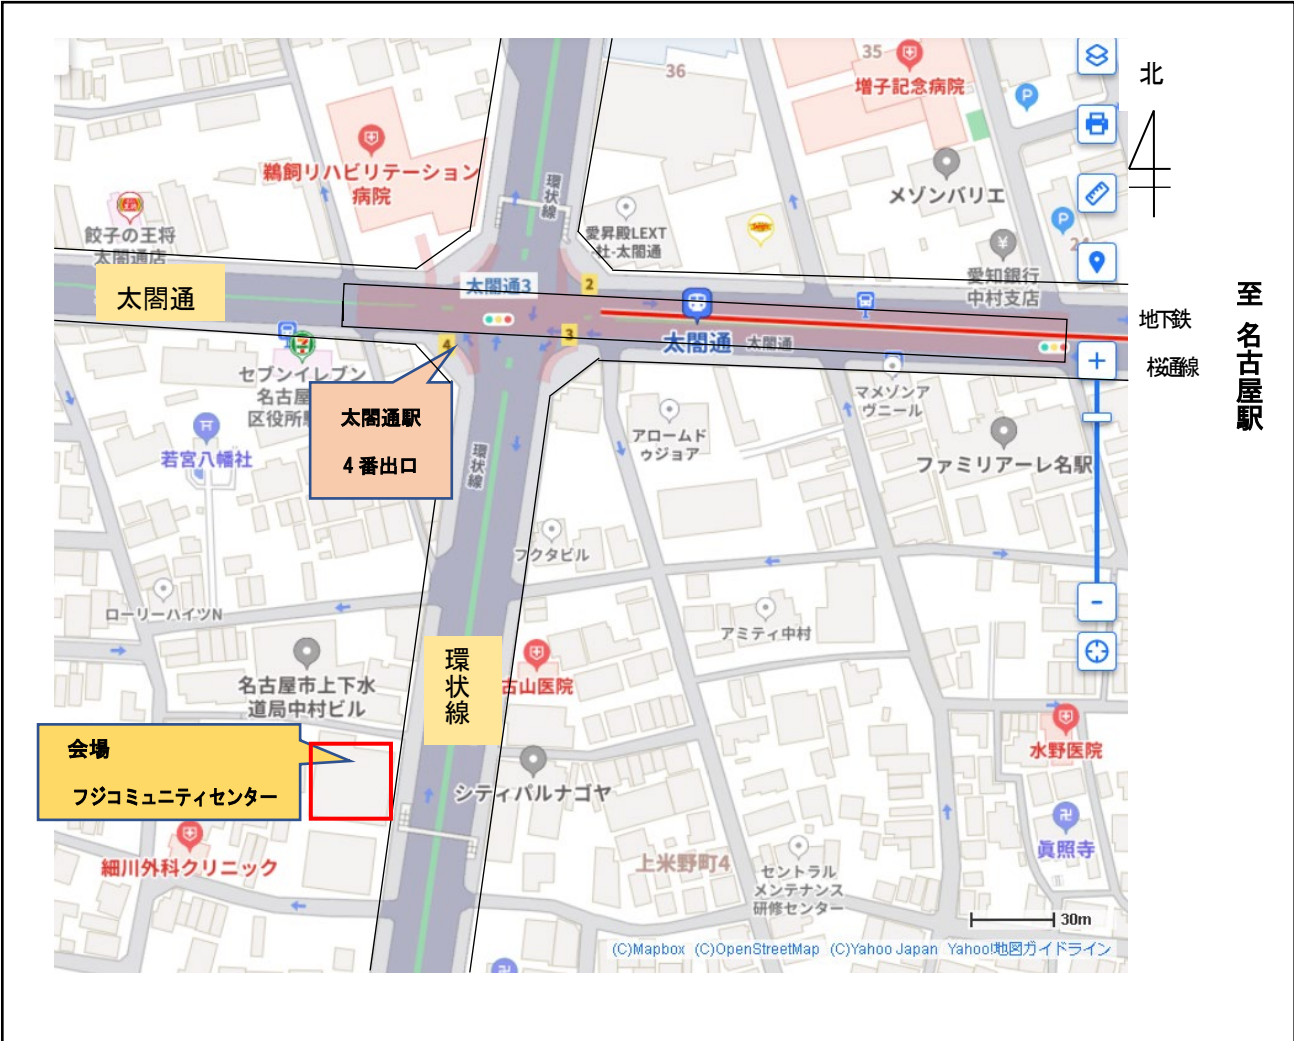 35
36
増子記念病院
北
鵜飼リハビリテーション
病院
環状線
メゾンバリエ
餃子の王将
太閤通店
愛昇殿LEXT
-壮-太閤通
愛知銀行
中村支店
太閤通
太閤通3
2
3
4
太閤通
太閤通
地下鉄
桜通線
至 名古屋駅
セブンイレブン
名古屋
区役所
太閤通駅
4 番出口
マメゾンア
ヴニール
アロームド
ゥジョア
若宮八幡社
環状線
ファミリアーレ名駅
フクタビル
ローリーハイツN
アミティ中村
名古屋市上下水
道局中村ビル
環状線
古山医院
水野医院
会場
フジコミュニティセンター
シティパルナゴヤ
細川外科クリニック
上米野町4
セントラル
メンテナンス
研修センター
眞照寺
30m
(C)Mapbox (C)OpenStreetMap (C)Yahoo Japan Yahoo!地図ガイドライン